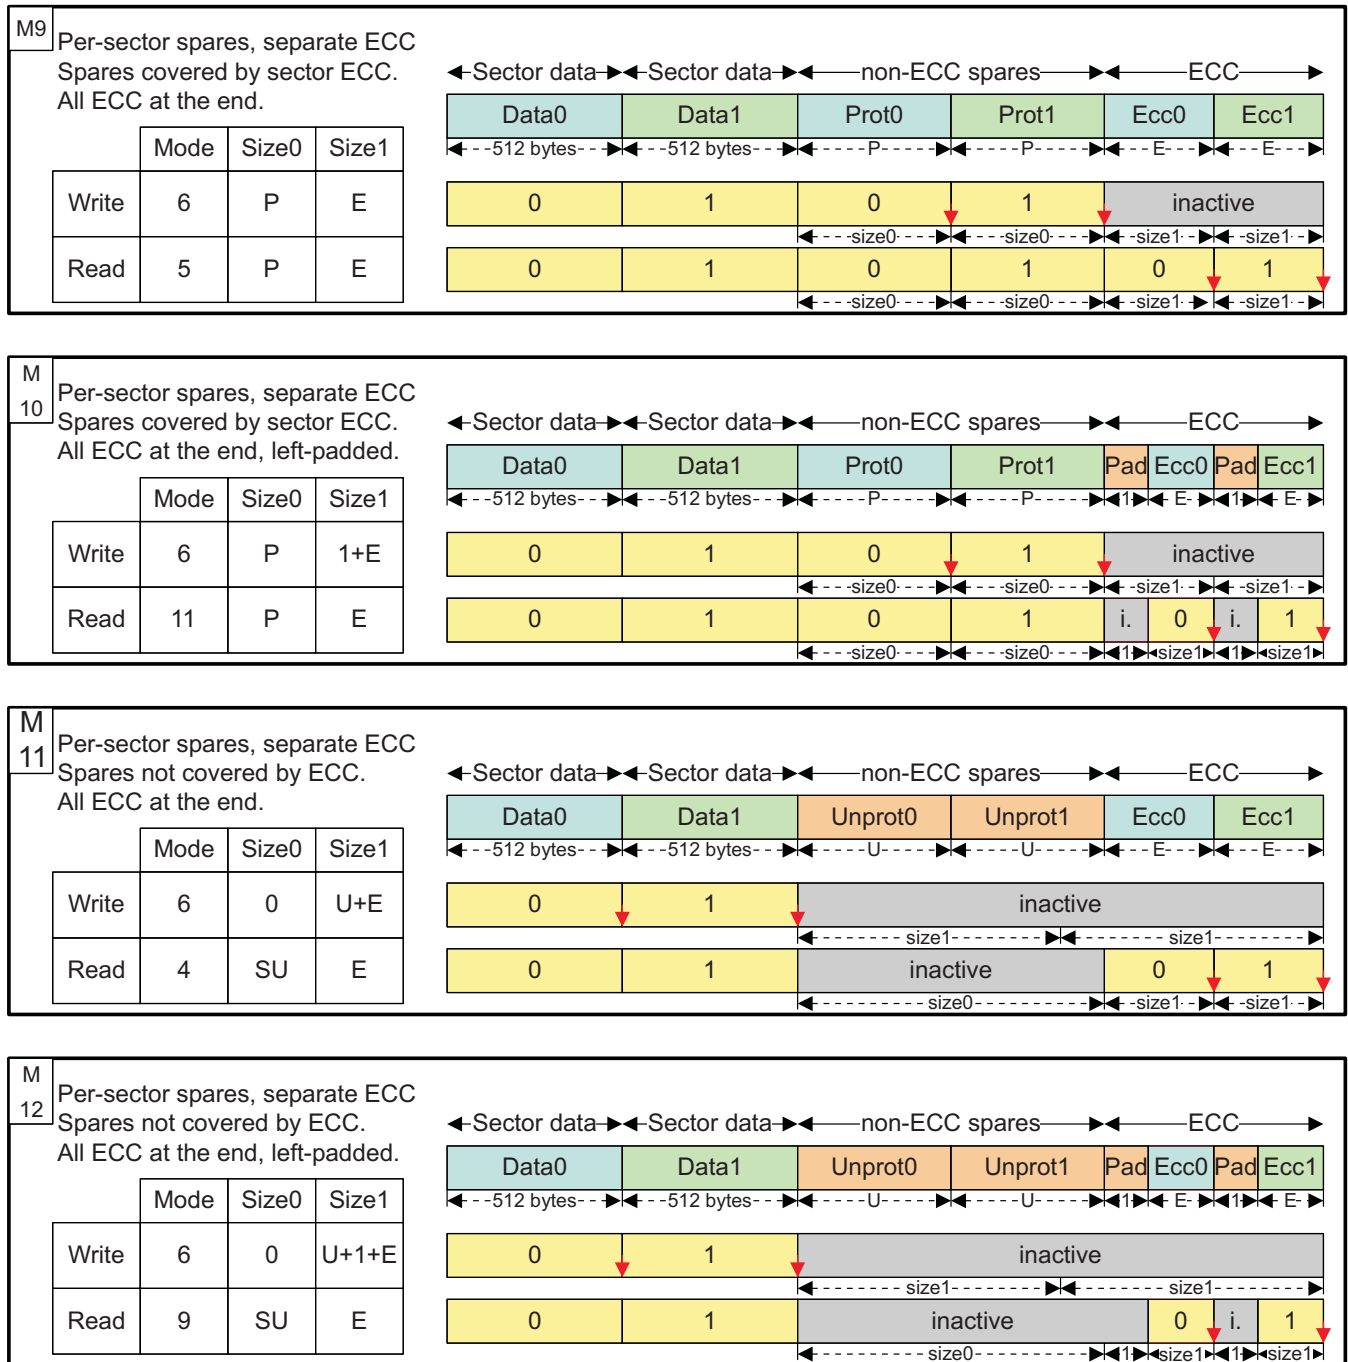 M9
Per-sector spares, separate ECC
Spares covered by sector ECC.
All ECC at the end.
Mode Size0 Size1
Write 6 P E
Read 5 P E
Sector data Sector data non-ECC spares ECC
Data0 Data1 Prot0 Prot1 Ecc0 Ecc1
512 bytes 512 bytes P P E E
0 1 0 1 inactive
size0 size0 size1 size1
0 1 0 1 0 1
size0 size0 size1 size1
M
10
Per-sector spares, separate ECC
Spares covered by sector ECC.
All ECC at the end, left-padded.
Mode Size0 Size1
Write 6 P 1+E
Read 11 P E
Sector data Sector data non-ECC spares ECC
Data0 Data1 Prot0 Prot1 Pad Ecc0 Pad Ecc1
512 bytes 512 bytes P P 1 E 1 E
0 1 0 1 inactive
size0 size0 size1 size1
0 1 0 1 i. 0 i. 1
size0 size0 1 size1 1 size1
M
11
Per-sector spares, separate ECC
Spares not covered by ECC.
All ECC at the end.
Mode Size0 Size1
Write 6 0 U+E
Read 4 SU E
Sector data Sector data non-ECC spares ECC
Data0 Data1 Unprot0 Unprot1 Ecc0 Ecc1
512 bytes 512 bytes U U E E
0 1 inactive
size1 size1
0 1 inactive 0 1
size0 size1 size1
M
12
Per-sector spares, separate ECC
Spares not covered by ECC.
All ECC at the end, left-padded.
Mode Size0 Size1
Write 6 0 U+1+E
Read 9 SU E
Sector data Sector data non-ECC spares ECC
Data0 Data1 Unprot0 Unprot1 Pad Ecc0 Pad Ecc1
512 bytes 512 bytes U U 1 E 1 E
0 1 inactive
size1 size1
0 1 inactive 0 i. 1
size0 1 size1 1 size1